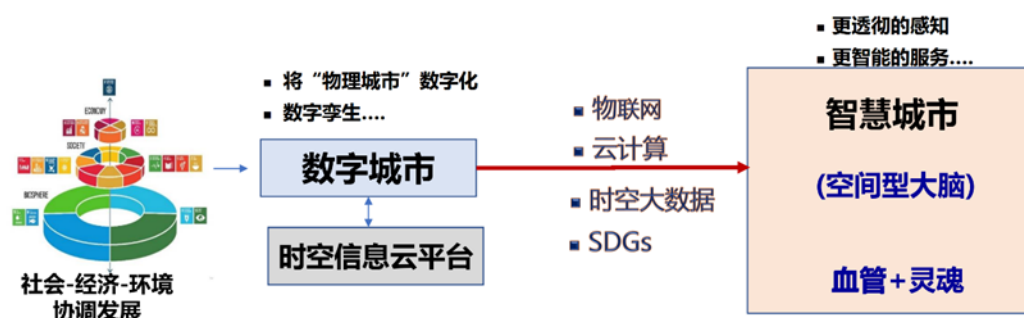 ECONOMY
SOCIETE
BIOSPHERE
社会-经济-环境
协调发展
▪ 将“物理城市”数字化
▪ 数字孪生....
数字城市
时空信息云平台
▪ 物联网
▪ 云计算
▪ 时空大数据
▪ SDGs
▪ 更透彻的感知
▪ 更智能的服务....
智慧城市
(空间型大脑)
血管+灵魂